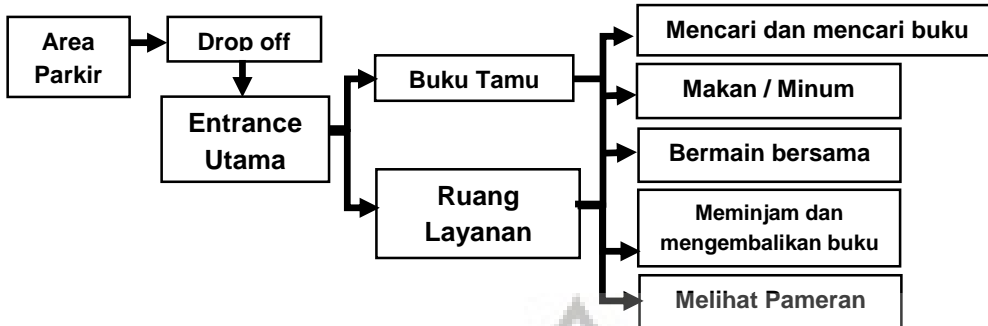 Area
Parkir
Drop off
Entrance
Utama
Buku Tamu
Ruang
Layanan
Mencari dan mencari buku
Makan / Minum
Bermain bersama
Meminjam dan
mengembalikan buku
Melihat Pameran